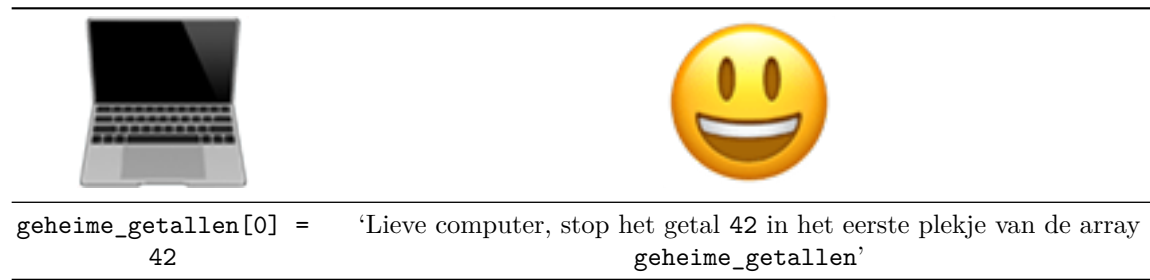 geheime_getallen[0] =
42
‘Lieve computer, stop het getal 42 in het eerste plekje van de array
geheime_getallen’